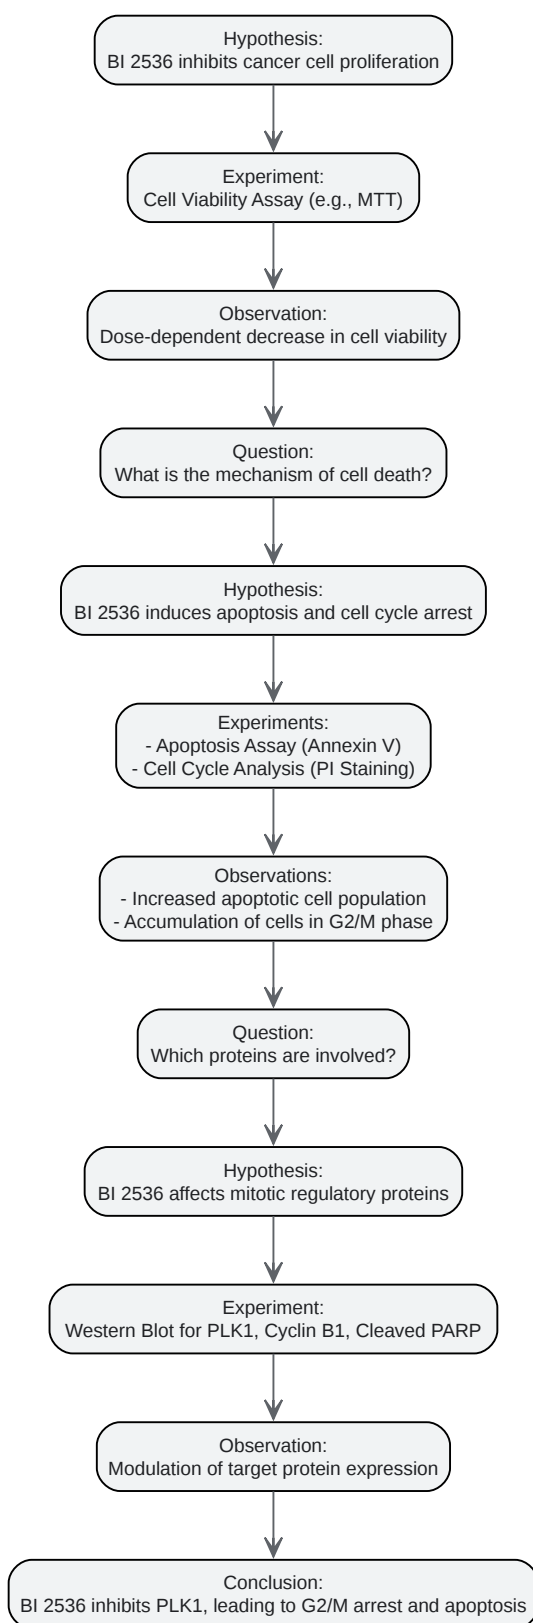 Hypothesis:
BI 2536 inhibits cancer cell proliferation
Experiment:
Cell Viability Assay (e.g., MTT)
Observation:
Dose-dependent decrease in cell viability
Question:
What is the mechanism of cell death?
Hypothesis:
BI 2536 induces apoptosis and cell cycle arrest
Experiments:
- Apoptosis Assay (Annexin V)
- Cell Cycle Analysis (PI Staining)
Observations:
- Increased apoptotic cell population
- Accumulation of cells in G2/M phase
Question:
Which proteins are involved?
Hypothesis:
BI 2536 affects mitotic regulatory proteins
Experiment:
Western Blot for PLK1, Cyclin B1, Cleaved PARP
Observation:
Modulation of target protein expression
Conclusion:
BI 2536 inhibits PLK1, leading to G2/M arrest and apoptosis